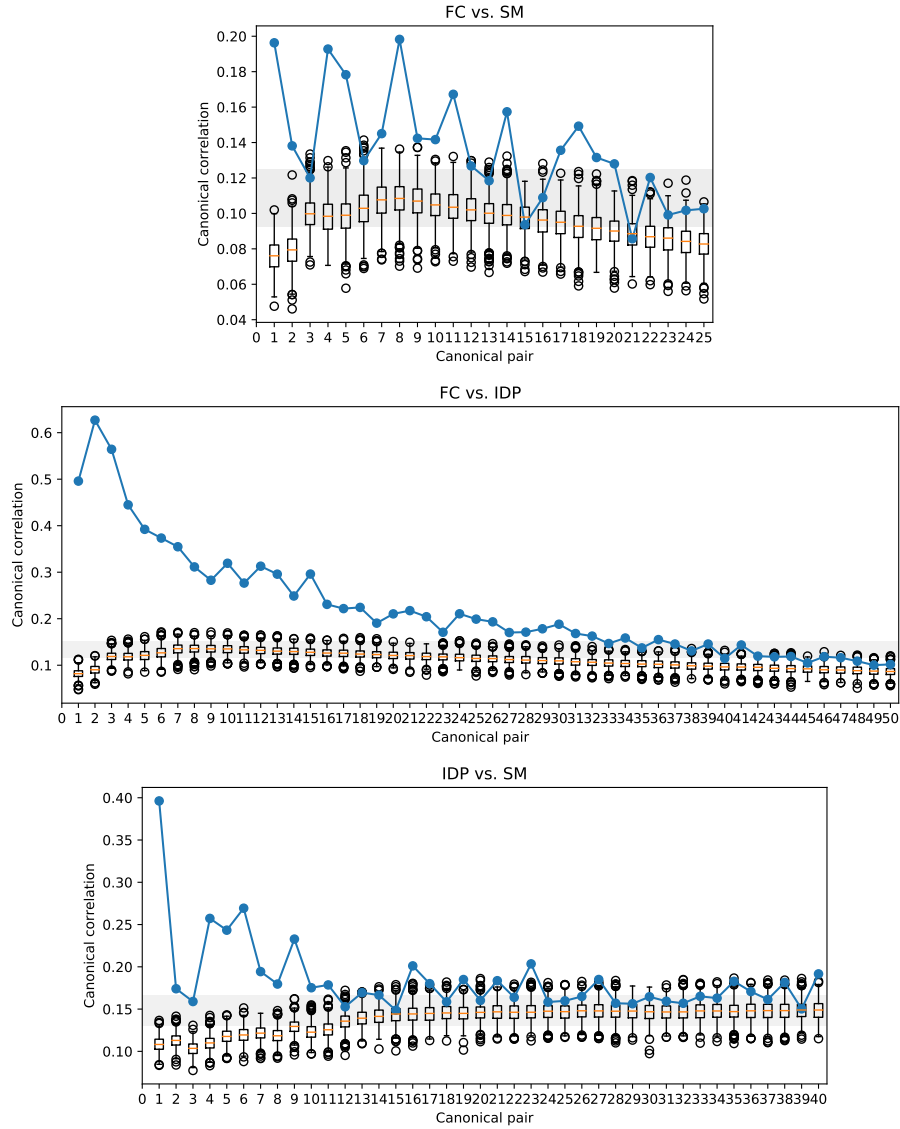 FC vs. SM
0.20
0.18
0.16
0.14
0.12
0.10
0.08
0.06
0.04
Canonical correlation
0 1 2 3 4 5 6 7 8 9 10 11 12 13 14 15 16 17 18 19 20 21 22 23 24 25
Canonical pair
FC vs. IDP
0.6
0.5
0.4
0.3
0.2
0.1
Canonical correlation
0 1 2 3 4 5 6 7 8 9 10 11 12 13 14 15 16 17 18 19 20 21 22 23 24 25 26 27 28 29 30 31 32 33 34 35 36 37 38 39 40 41 42 43 44 45 46 47 48 49 50
Canonical pair
IDP vs. SM
0.40
0.35
0.30
0.25
0.20
0.15
0.10
Canonical correlation
0 1 2 3 4 5 6 7 8 9 10 11 12 13 14 15 16 17 18 19 20 21 22 23 24 25 26 27 28 29 30 31 32 33 34 35 36 37 38 39 40
Canonical pair